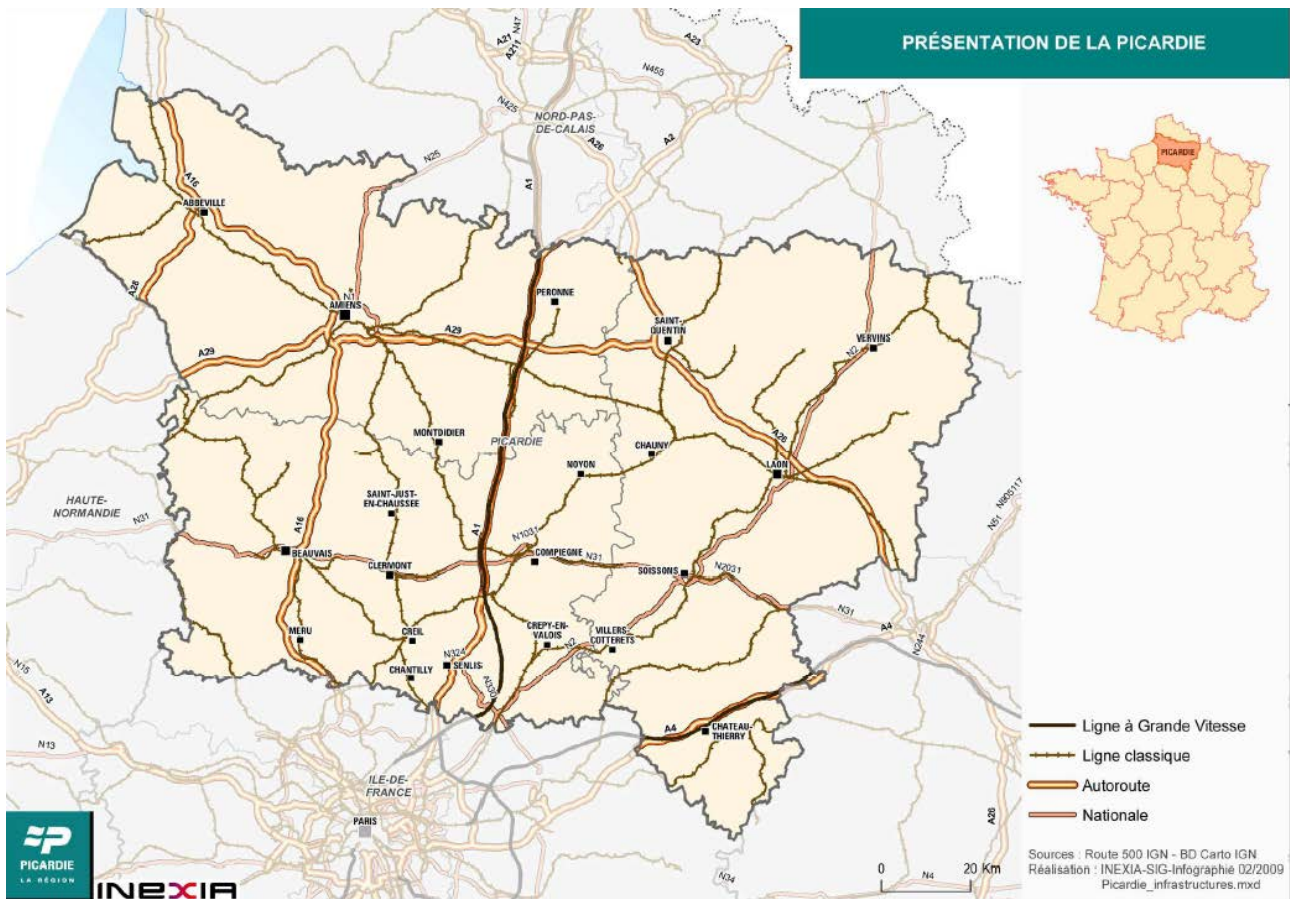 PRÉSENTATION DE LA PICARDIE
PICARDIE
A21
A211
N47
A23
N455
N425
NORD-PAS-
DE-CALAIS
A26
A2
N25
A1
A16
ABBEVILLE
A28
AMIENS
PERONNE
A29
A29
SAINT-
QUENTIN
VERVINS
N2
MONTDIDIER
PICARDIE
CHAUNY
NOYON
LAON
A26
SAINT-JUST-
EN-CHAUSSEE
HAUTE-
NORMANDIE
N31
A16
A1
N1031
BEAUVAIS
CLERMONT
COMPIEGNE
N31
SOISSONS
N2031
N31
N51
A4
N244
MERU
CREIL
CREPY-EN-
VALOIS
N2
VILLERS-
COTTERETS
N324
SENLIS
CHANTILLY
N330
N15
A13
N13
A4
CHATEAU-
THIERRY
ILE-DE-
FRANCE
PARIS
N34
N4
A26
Ligne à Grande Vitesse
Ligne classique
Autoroute
Nationale
0 20 Km
Sources : Route 500 IGN - BD Carto IGN
Réalisation : INEXIA-SIG-Infographie 02/2009
Picardie_infrastructures.mxd
PICARDIE
LA RÉGION
INEXIA